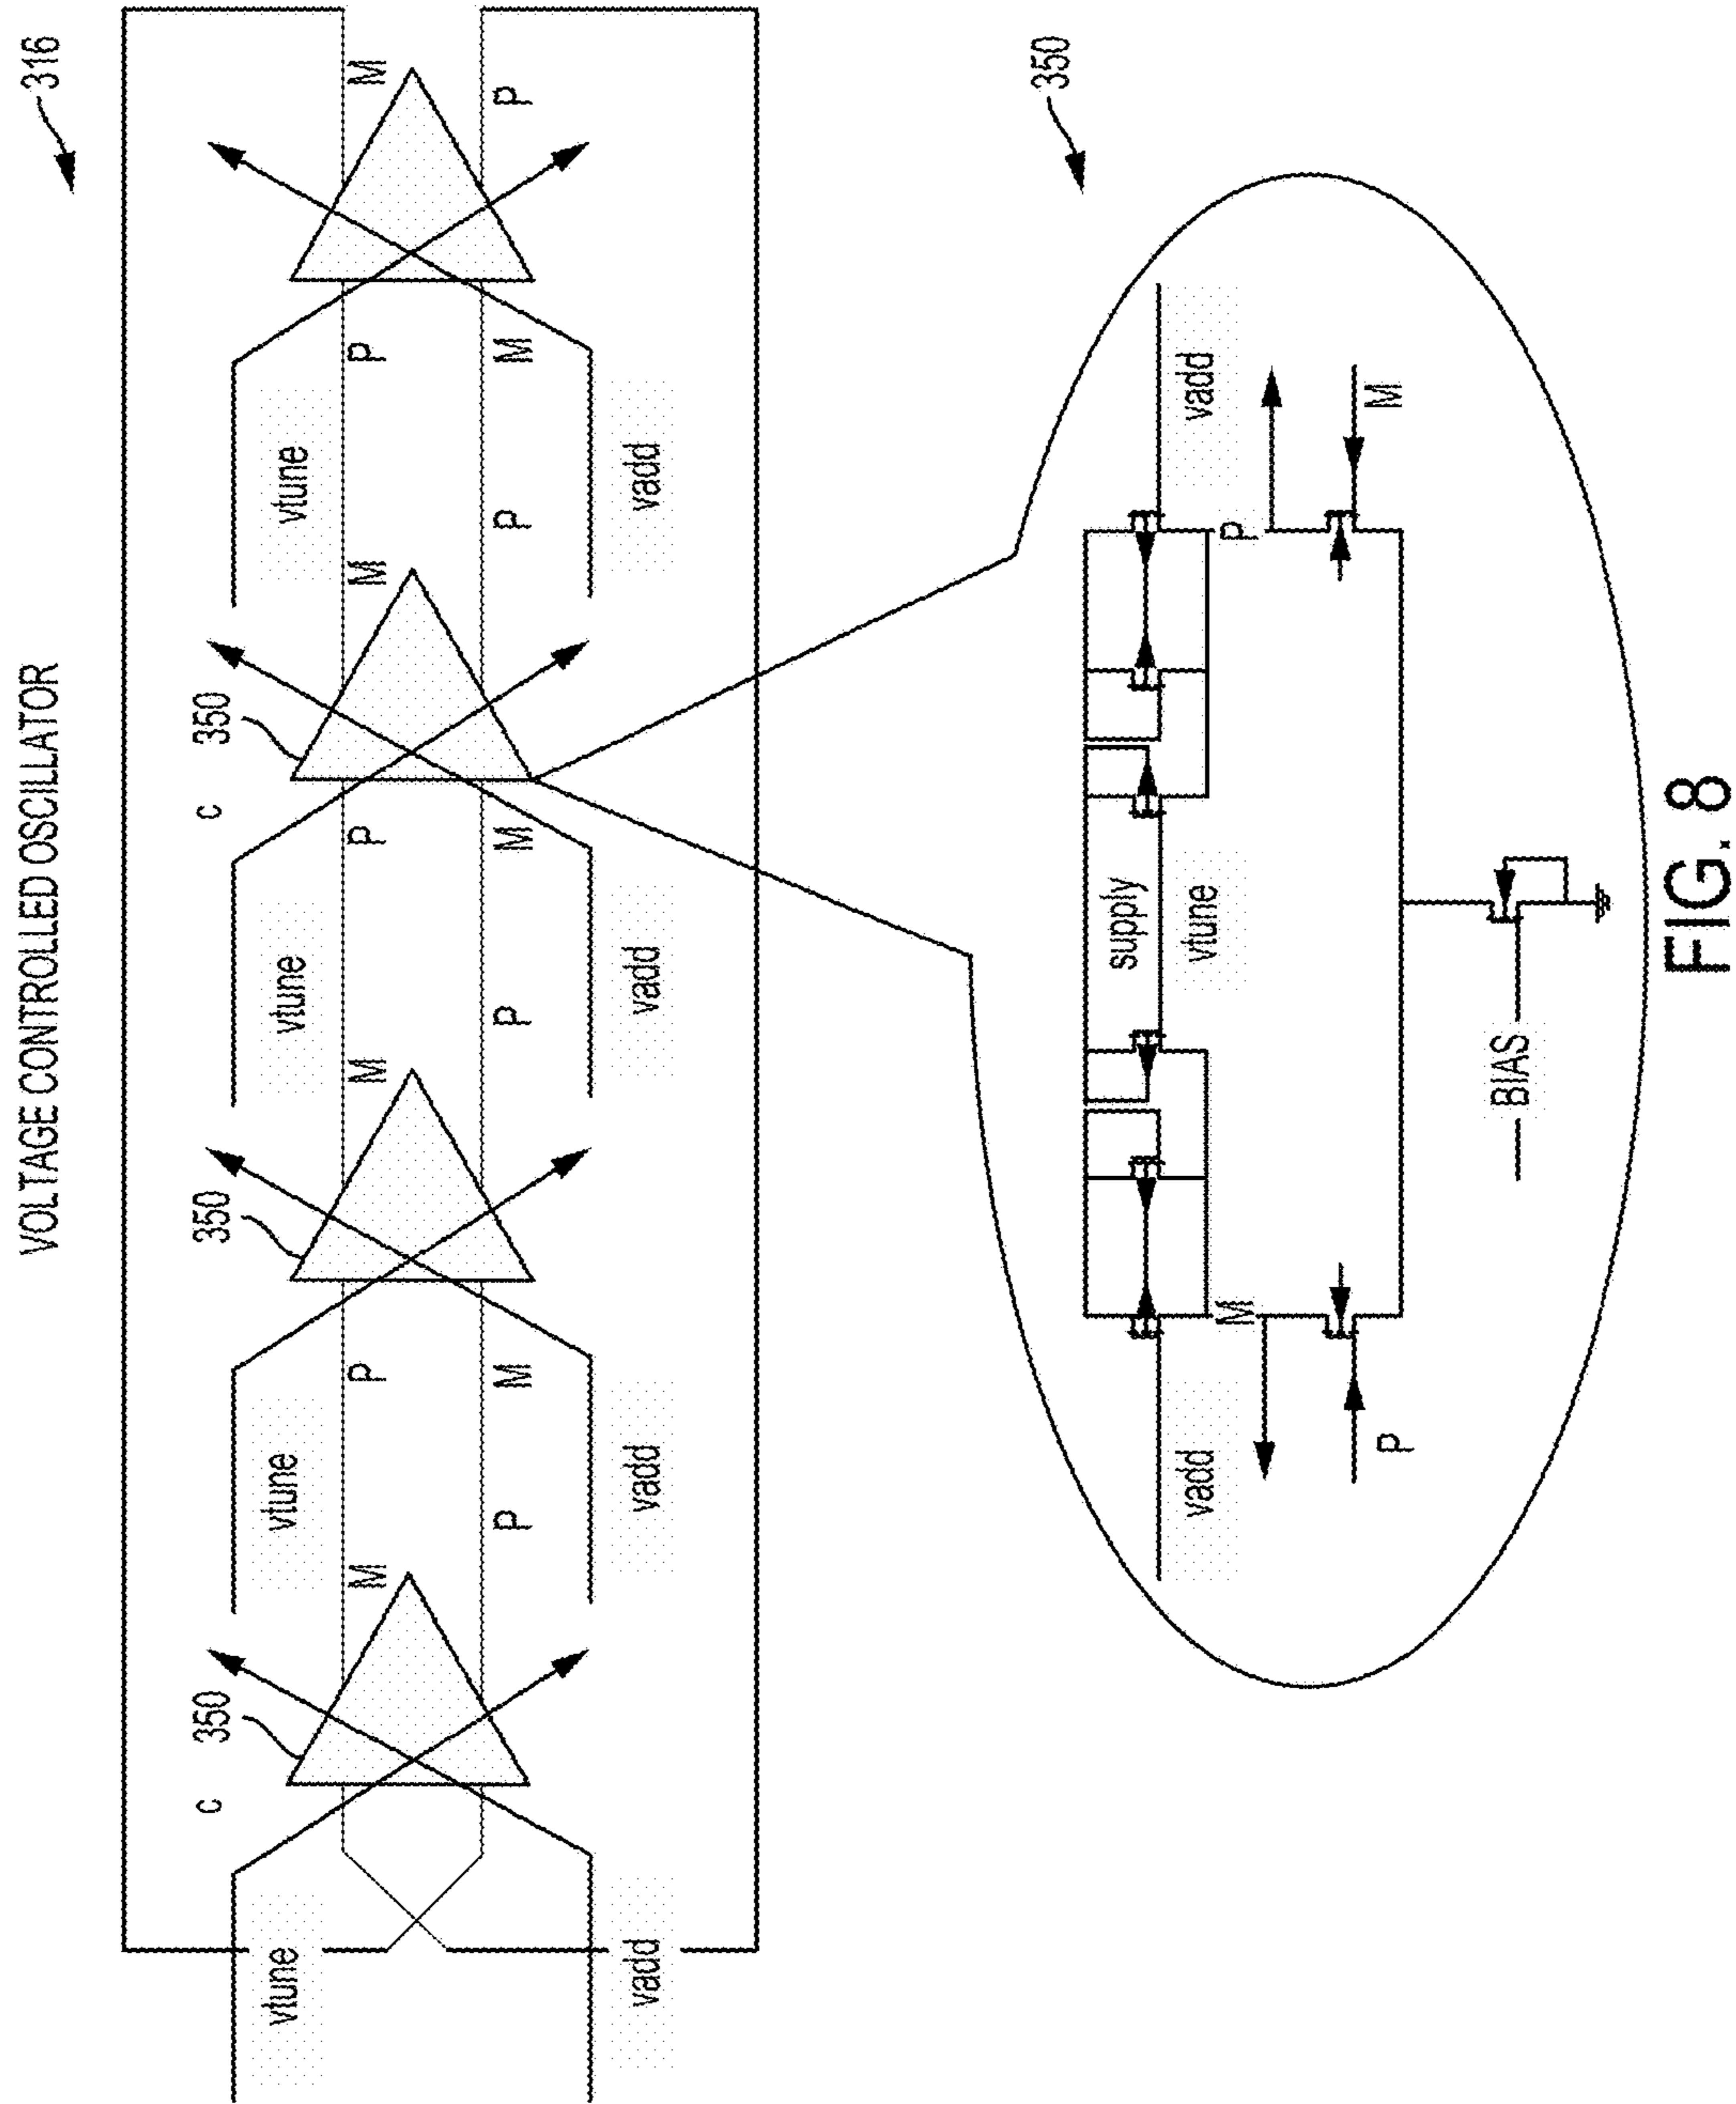 VOLTAGE CONTROLLED OSCILLATOR
316
c 350 350 c 350
vtune vtune vtune vtune
M P M P M P M
P M P M P M P
vadd vadd vadd vadd
350
supply
vadd vtune vadd
M P
P M
BIAS
FIG. 8